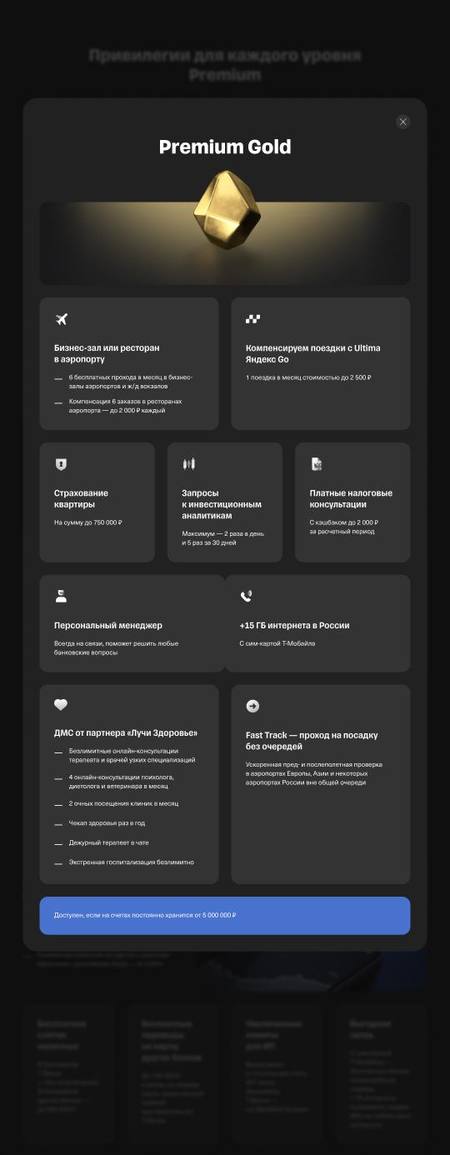 Привилегии для каждого уровня
Premium
Premium Gold
Бизнес-зал или ресторан
в аэропорту
— 6 бесплатных прохода в месяц в бизнес-
залы аэропортов и ж/д вокзалов
— Компенсация 6 заказов в ресторанах
аэропорта — до 2 000 ₽ каждый
Компенсируем поездки с Ultima
Яндекс Go
1 поездка в месяц стоимостью до 2 500 ₽
Страхование
квартиры
На сумму до 750 000 ₽
Запросы
к инвестиционным
аналитикам
Максимум — 2 раза в день
и 5 раз за 30 дней
Платные налоговые
консультации
С кэшбэком до 2 000 ₽
за расчетный период
Персональный менеджер
Всегда на связи, поможет решить любые
банковские вопросы
+15 ГБ интернета в России
С сим-картой Т-Мобайла
ДМС от партнера «Лучи Здоровье»
— Безлимитные онлайн-консультации
терапевта и врачей узких специализаций
— 4 онлайн-консультации психолога,
диетолога и ветеринара в месяц
— 2 очных посещения клиник в месяц
— Чекап здоровья раз в год
— Дежурный терапевт в чате
— Экстренная госпитализация безлимитно
Fast Track — проход на посадку
без очередей
Ускоренная пред- и послеполетная проверка
в аэропортах Европы, Азии и некоторых
аэропортах России вне общей очереди
Доступен, если на счетах постоянно хранится от 5 000 000 ₽